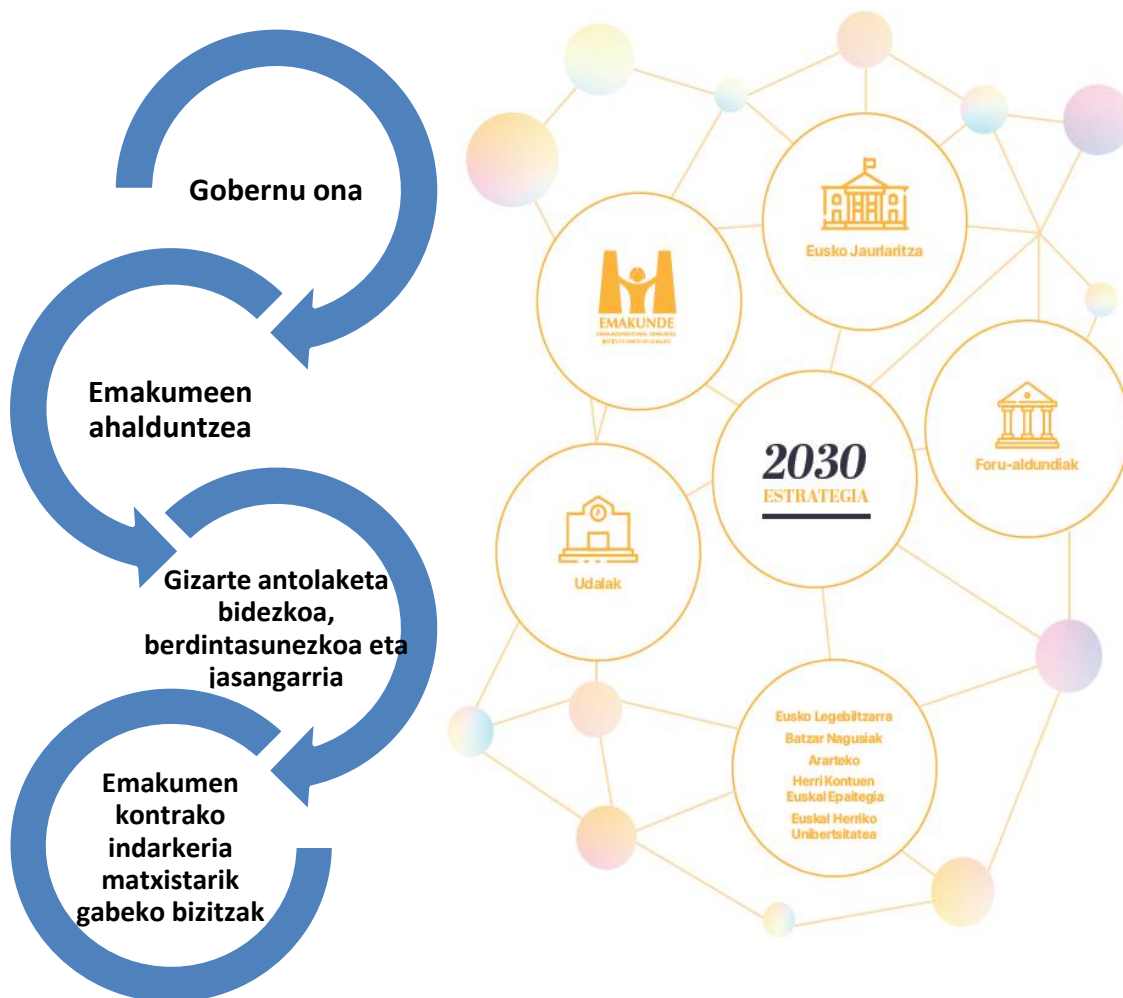 Gobernu ona
Emakumeen
ahalduntzea
Gizarte antolaketa
bidezkoa,
berdintasunezkoa eta
jasangarria
Emakumen
kontrako
indarkeria
matxistarik
gabeko bizitzak
Eusko Jaurlaritza
EMAKUNDE
2030
ESTRATEGIA
Foru-aldundiak
Udalak
Eusko Legebiltzarra
Batzar Nagusiak
Ararteko
Herri Kontuen
Euskal Epaitegia
Euskal Herriko
Unibertsitatea